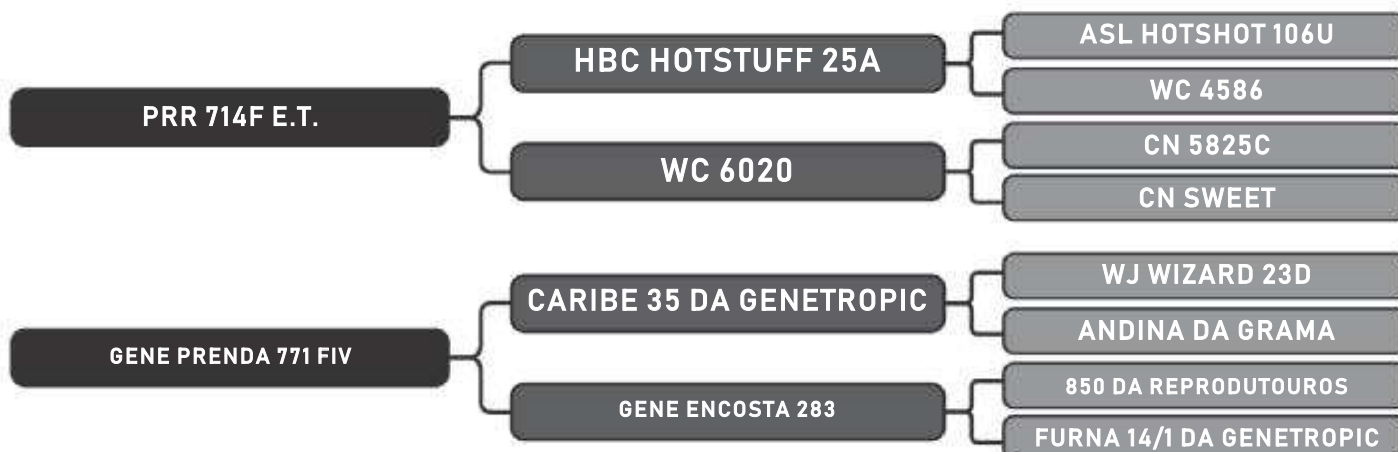 PRR 714F E.T.
HBC HOTSTUFF 25A
WC 6020
ASL HOTSHOT 106U
WC 4586
CN 5825C
CN SWEET
GENE PRENDA 771 FIV
CARIBE 35 DA GENETROPIC
GENE ENCOSTA 283
WJ WIZARD 23D
ANDINA DA GRAMA
850 DA REPRODUTOUROS
FURNA 14/1 DA GENETROPIC